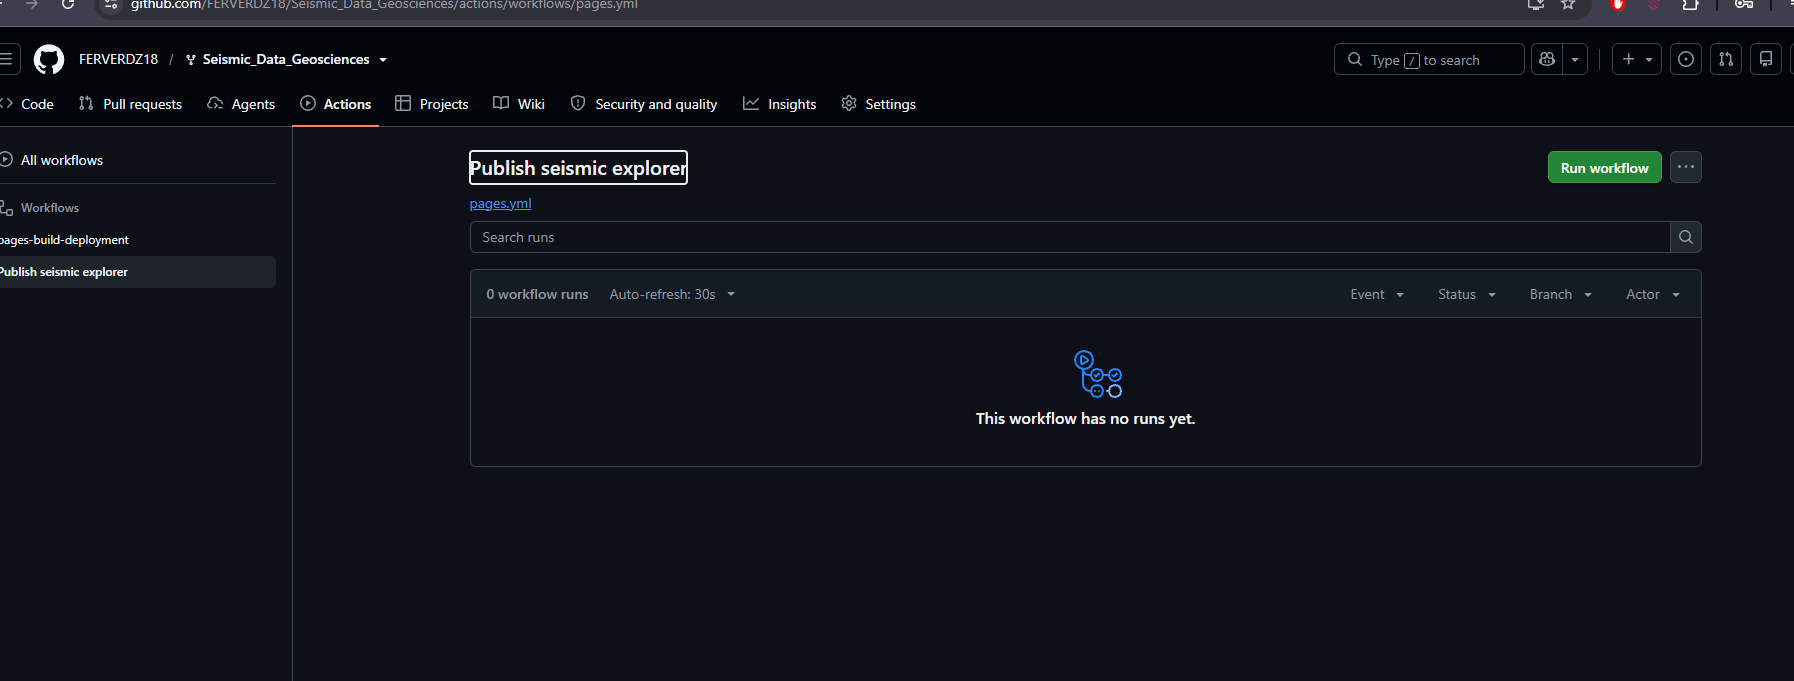 github.com/FERVERDZ18/Seismic_Data_Geosciences/actions/workflows/pages.yml
FERVERDZ18 / Seismic_Data_Geosciences
Type / to search
Code Pull requests Agents Actions Projects Wiki Security and quality Insights Settings
All workflows
Workflows
pages-build-deployment
Publish seismic explorer
Publish seismic explorer
Run workflow
pages.yml
Search runs
0 workflow runs Auto-refresh: 30s Event Status Branch Actor
This workflow has no runs yet.